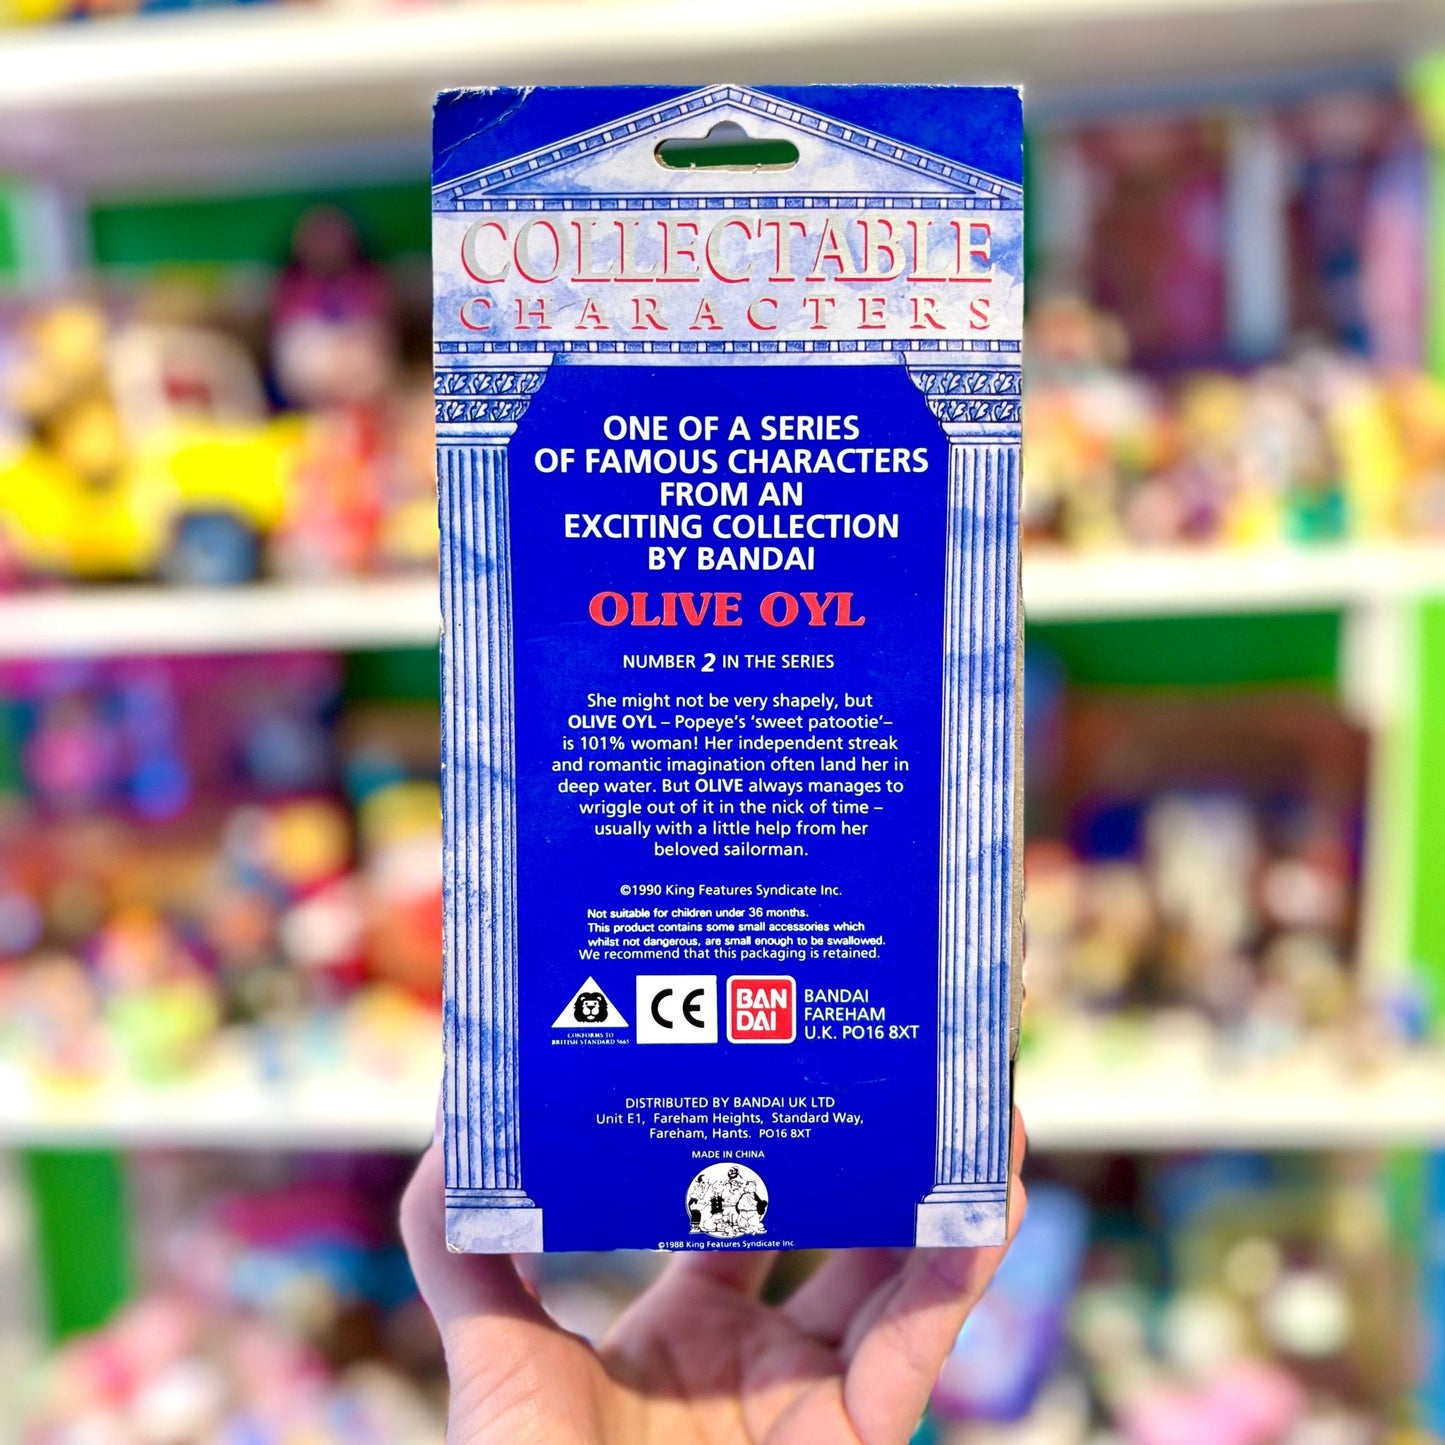 COLLECTABLE
CHARACTERS
ONE OF A SERIES
OF FAMOUS CHARACTERS
FROM AN
EXCITING COLLECTION
BY BANDAI
OLIVE OYL
NUMBER 2 IN THE SERIES
She might not be very shapely, but
OLIVE OYL – Popeye's 'sweet patootie'–
is 101% woman! Her independent streak
and romantic imagination often land her in
deep water. But OLIVE always manages to
wriggle out of it in the nick of time –
usually with a little help from her
beloved sailorman.
©1990 King Features Syndicate Inc.
Not suitable for children under 36 months.
This product contains some small accessories which
whilst not dangerous, are small enough to be swallowed.
We recommend that this packaging is retained.
CONFORMS TO
BRITISH STANDARD 5665
CE
BAN
DAI
BANDAI
FAREHAM
U.K. PO16 8XT
DISTRIBUTED BY BANDAI UK LTD
Unit E1, Fareham Heights, Standard Way,
Fareham, Hants. PO16 8XT
MADE IN CHINA
©1988 King Features Syndicate Inc.